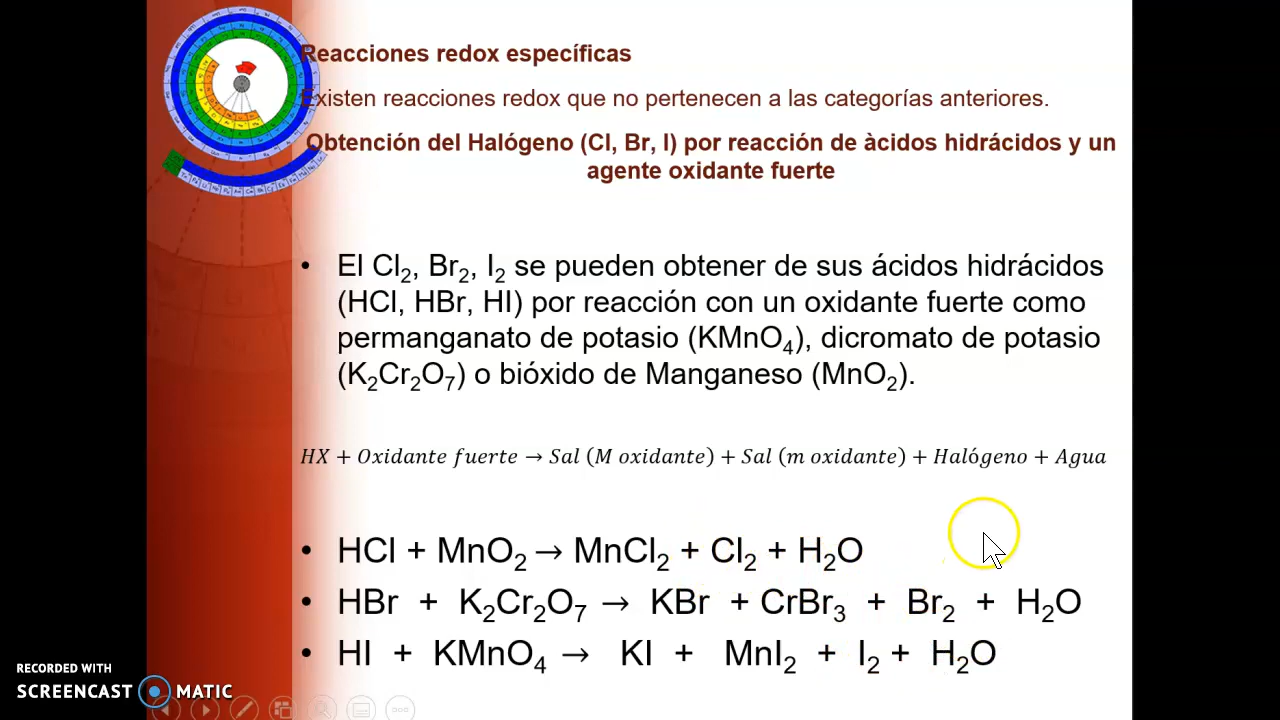 Reacciones redox específicas
Existen reacciones redox que no pertenecen a las categorías anteriores.
Obtención del Halógeno (Cl, Br, I) por reacción de àcidos hidrácidos y un
agente oxidante fuerte
• El Cl₂, Br₂, I₂ se pueden obtener de sus ácidos hidrácidos
(HCl, HBr, HI) por reacción con un oxidante fuerte como
permanganato de potasio (KMnO₄), dicromato de potasio
(K₂Cr₂O₇) o bióxido de Manganeso (MnO₂).
HX + Oxidante fuerte → Sal (M oxidante) + Sal (m oxidante) + Halógeno + Agua
• HCl + MnO₂ → MnCl₂ + Cl₂ + H₂O
• HBr + K₂Cr₂O₇ → KBr + CrBr₃ + Br₂ + H₂O
• HI + KMnO₄ → KI + MnI₂ + I₂ + H₂O
RECORDED WITH
SCREENCAST MATIC